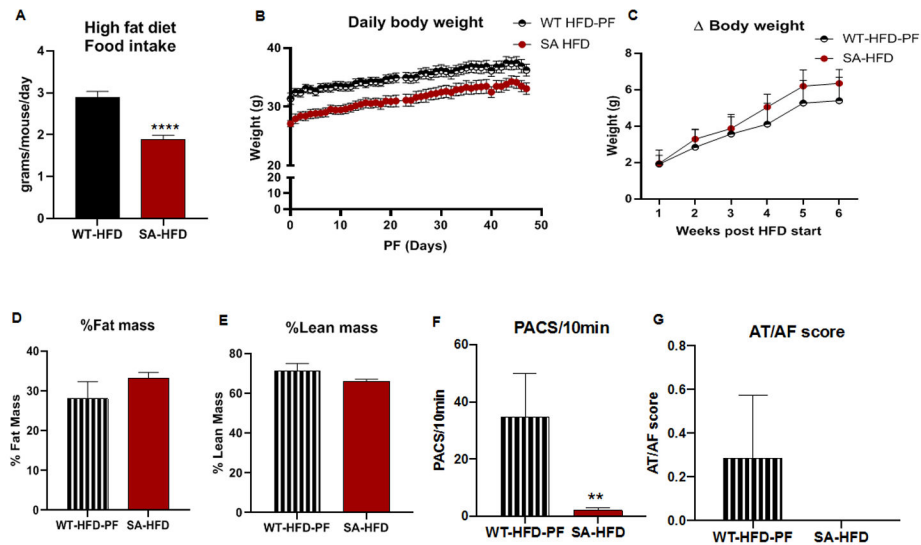 A
High fat diet
Food intake
grams/mouse/day
4
3
2
1
0
****
WT-HFD
SA-HFD
B
Daily body weight
WT HFD-PF
SA HFD
Weight (g)
40
30
20
10
0
0
10
20
30
40
50
PF (Days)
C
Δ Body weight
WT-HFD-PF
SA-HFD
Weight (g)
8
6
4
2
0
1
2
3
4
5
6
Weeks post HFD start
D
%Fat mass
% Fat Mass
40
30
20
10
0
WT-HFD-PF
SA-HFD
E
%Lean mass
% Lean Mass
80
60
40
20
0
WT-HFD-PF
SA-HFD
F
PACS/10min
PACS/10min
60
40
20
0
**
WT-HFD-PF
SA-HFD
G
AT/AF score
AT/AF score
0.8
0.6
0.4
0.2
0.0
WT-HFD-PF
SA-HFD